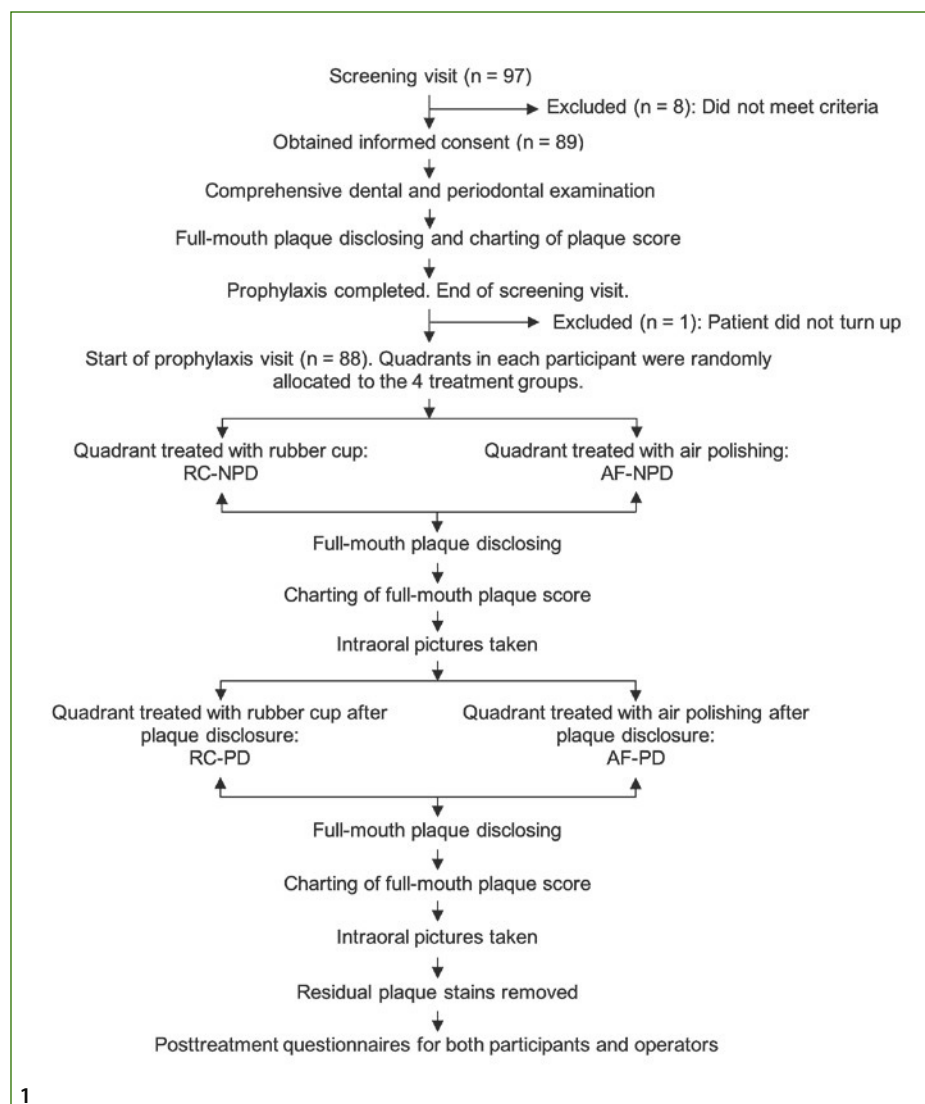 Screening visit (n = 97)
Excluded (n = 8): Did not meet criteria
Obtained informed consent (n = 89)
Comprehensive dental and periodontal examination
Full-mouth plaque disclosing and charting of plaque score
Prophylaxis completed. End of screening visit.
Excluded (n = 1): Patient did not turn up
Start of prophylaxis visit (n = 88). Quadrants in each participant were randomly
allocated to the 4 treatment groups.
Quadrant treated with rubber cup:
RC-NPD
Quadrant treated with air polishing:
AF-NPD
Full-mouth plaque disclosing
Charting of full-mouth plaque score
Intraoral pictures taken
Quadrant treated with rubber cup after
plaque disclosure:
RC-PD
Quadrant treated with air polishing after
plaque disclosure:
AF-PD
Full-mouth plaque disclosing
Charting of full-mouth plaque score
Intraoral pictures taken
Residual plaque stains removed
Posttreatment questionnaires for both participants and operators
1